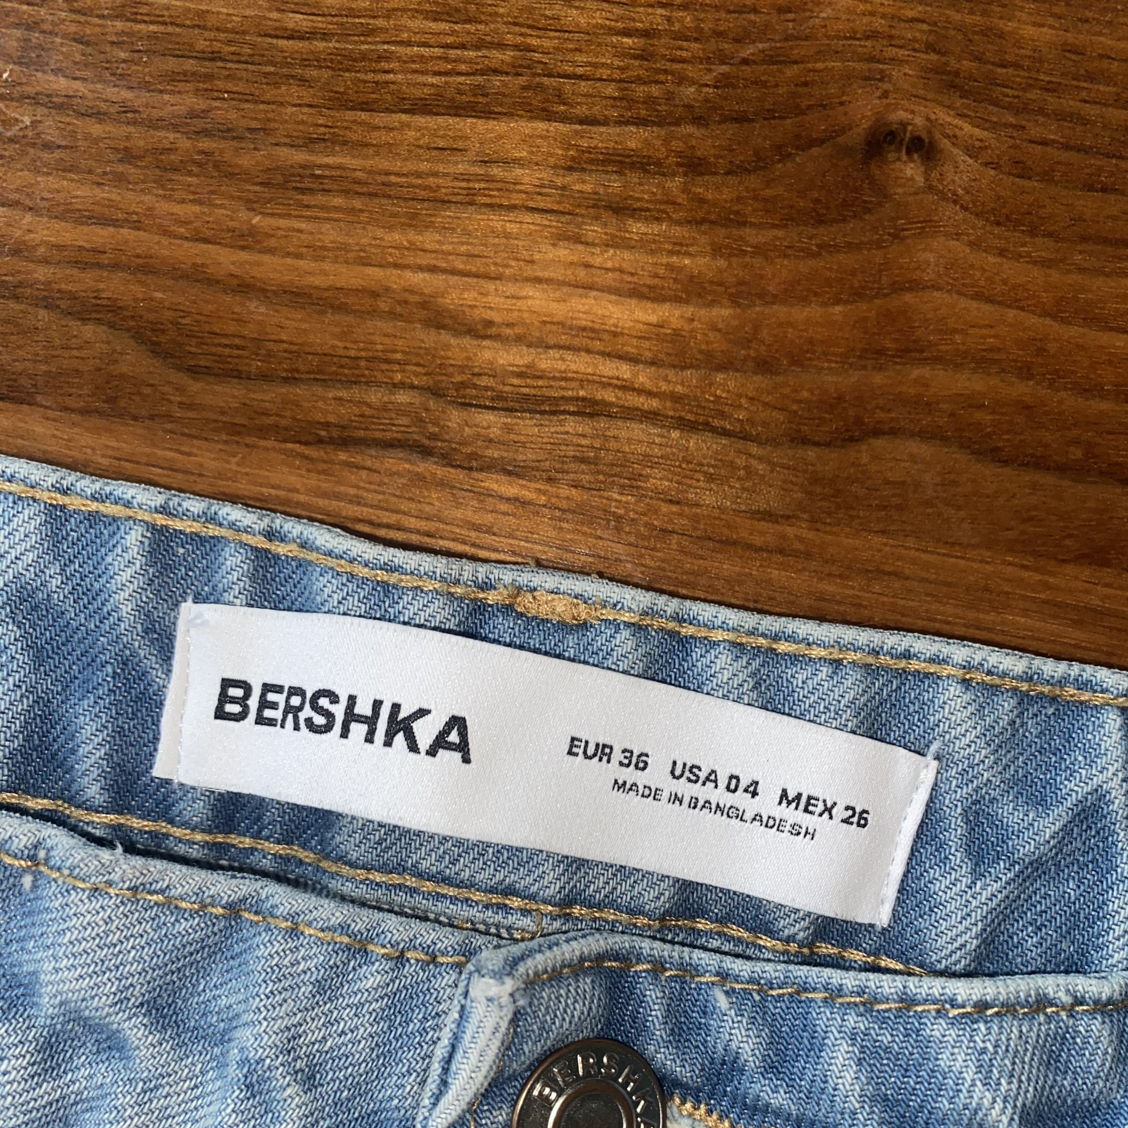 BERSHKA
EUR 36 USA 04 MEX 26
MADE IN BANGLADESH
BERSHKA